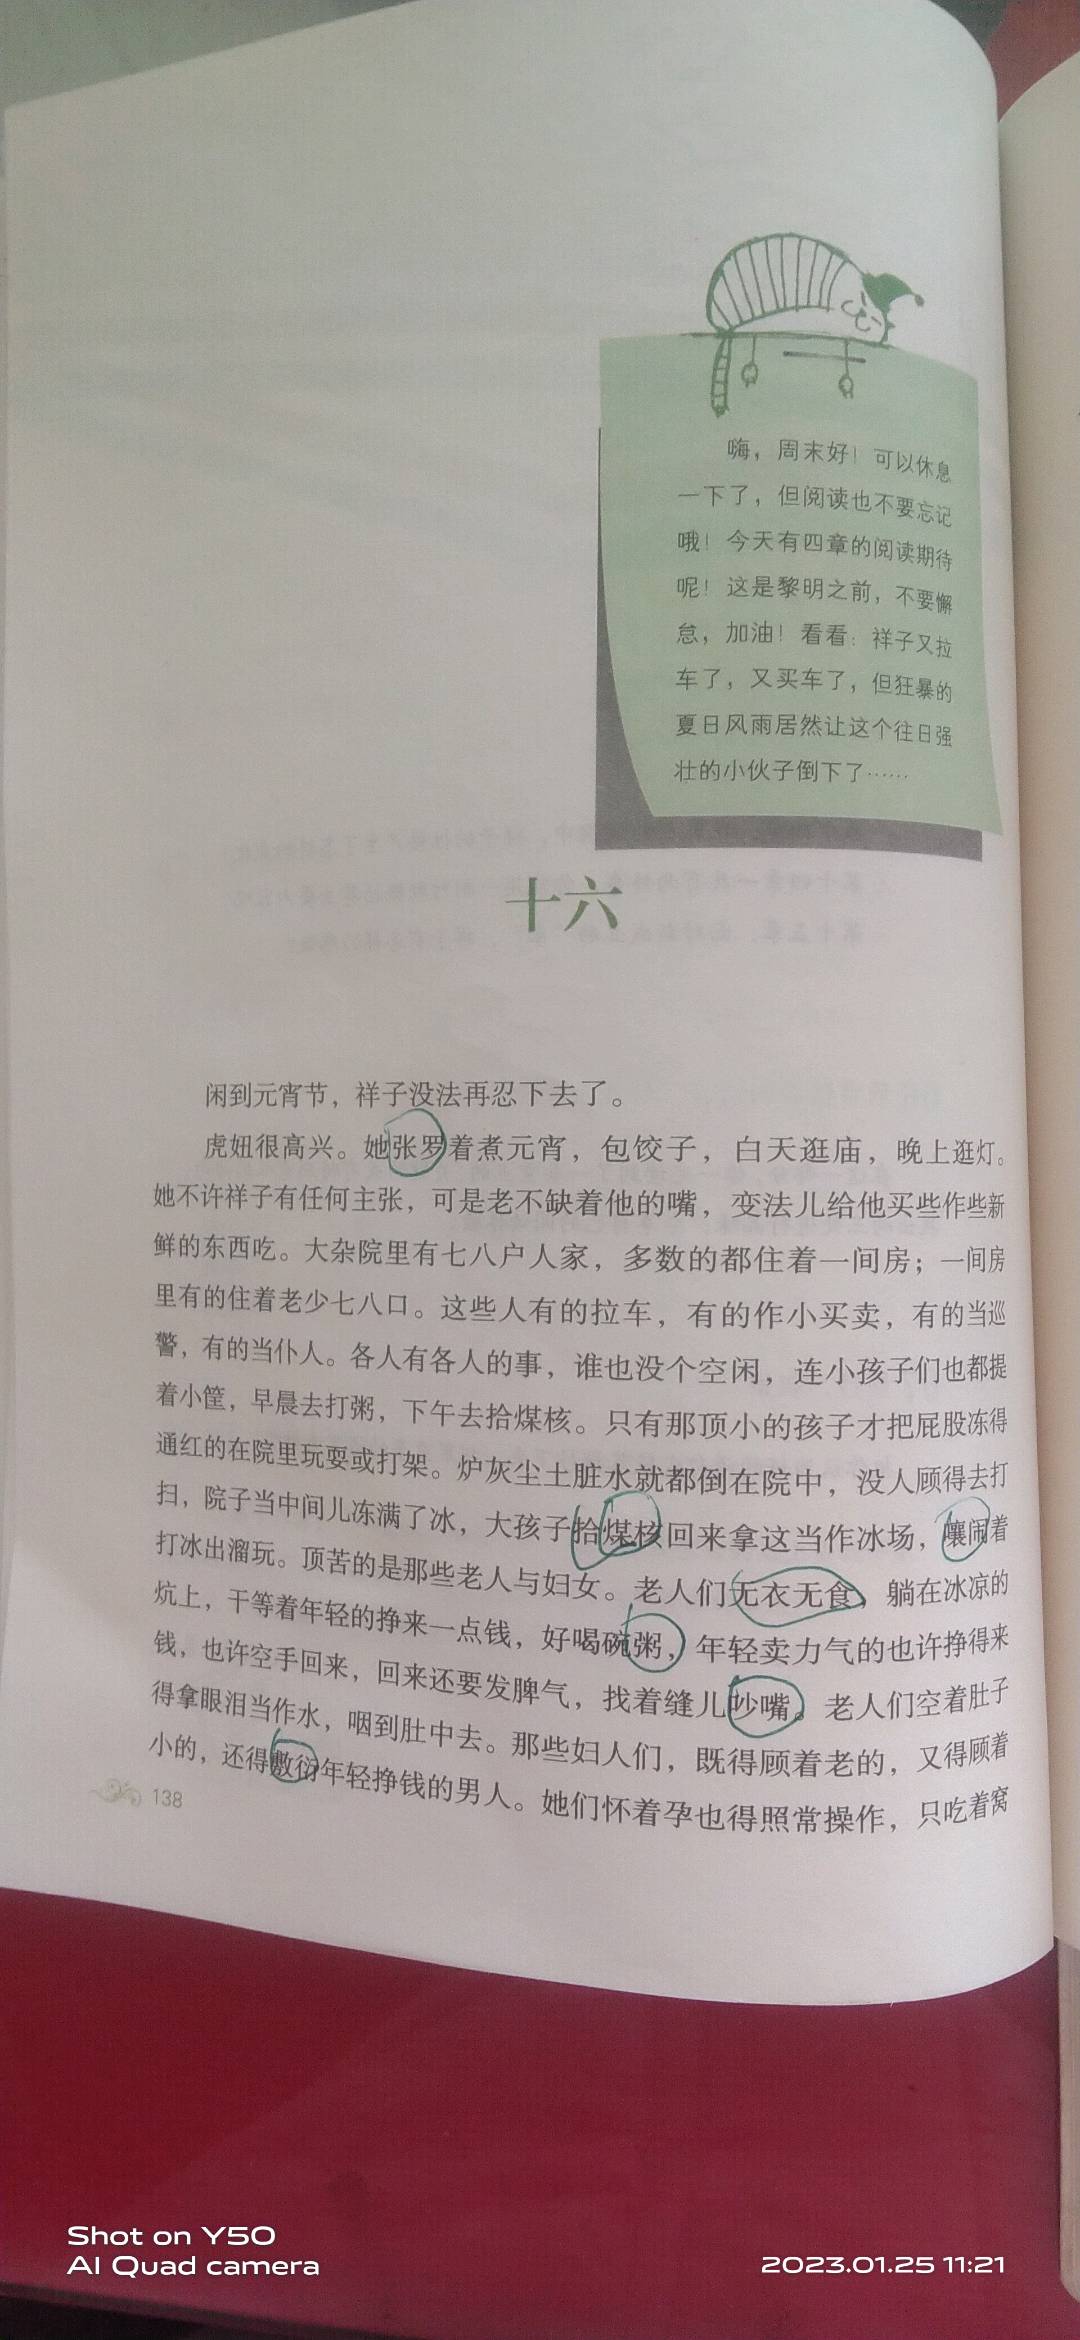 嗨，周末好！可以休息
一下了，但阅读也不要忘记
哦！今天有四章的阅读期待
呢！这是黎明之前，不要懈
怠，加油！看看：祥子又拉
车了，又买车了，但狂暴的
夏日风雨居然让这个往日强
壮的小伙子倒下了……
十六
闲到元宵节，祥子没法再忍下去了。
虎妞很高兴。她张罗着煮元宵，包饺子，白天逛庙，晚上逛灯。
她不许祥子有任何主张，可是老不缺着他的嘴，变法儿给他买些作些新
鲜的东西吃。大杂院里有七八户人家，多数的都住着一间房；一间房
里有的住着老少七八口。这些人有的拉车，有的作小买卖，有的当巡
警，有的当仆人。各人有各人的事，谁也没个空闲，连小孩子们也都提
着小筐，早晨去打粥，下午去拾煤核。只有那顶小的孩子才把屁股冻得
通红的在院里玩耍或打架。炉灰尘土脏水就都倒在院中，没人顾得去打
扫，院子当中间儿冻满了冰，大孩子拾煤核回来拿这当作冰场，嚷闹着
打冰出溜玩。顶苦的是那些老人与妇女。老人们无衣无食，躺在冰凉的
炕上，干等着年轻的挣来一点钱，好喝碗粥，年轻卖力气的也许挣得来
钱，也许空手回来，回来还要发脾气，找着缝儿吵嘴。老人们空着肚子
得拿眼泪当作水，咽到肚中去。那些妇人们，既得顾着老的，又得顾着
小的，还得敷衍年轻挣钱的男人。她们怀着孕也得照常操作，只吃着窝
138
Shot on Y50
AI Quad camera
2023.01.25 11:21